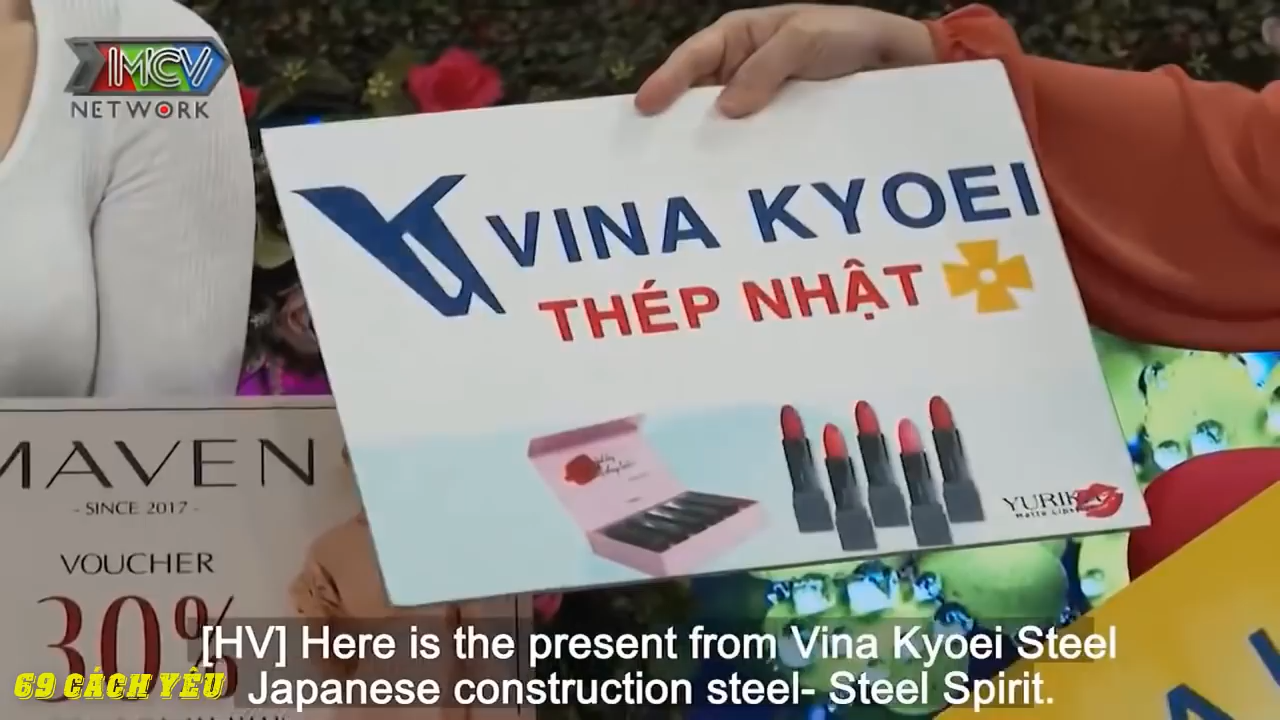 MCV
NETWORK
VINA KYOEI
THÉP NHẬT
MAVEN
- SINCE 2017 -
VOUCHER
30%
YURIKA
[HV] Here is the present from Vina Kyoei Steel
Japanese construction steel- Steel Spirit.
69 CÁCH YÊU